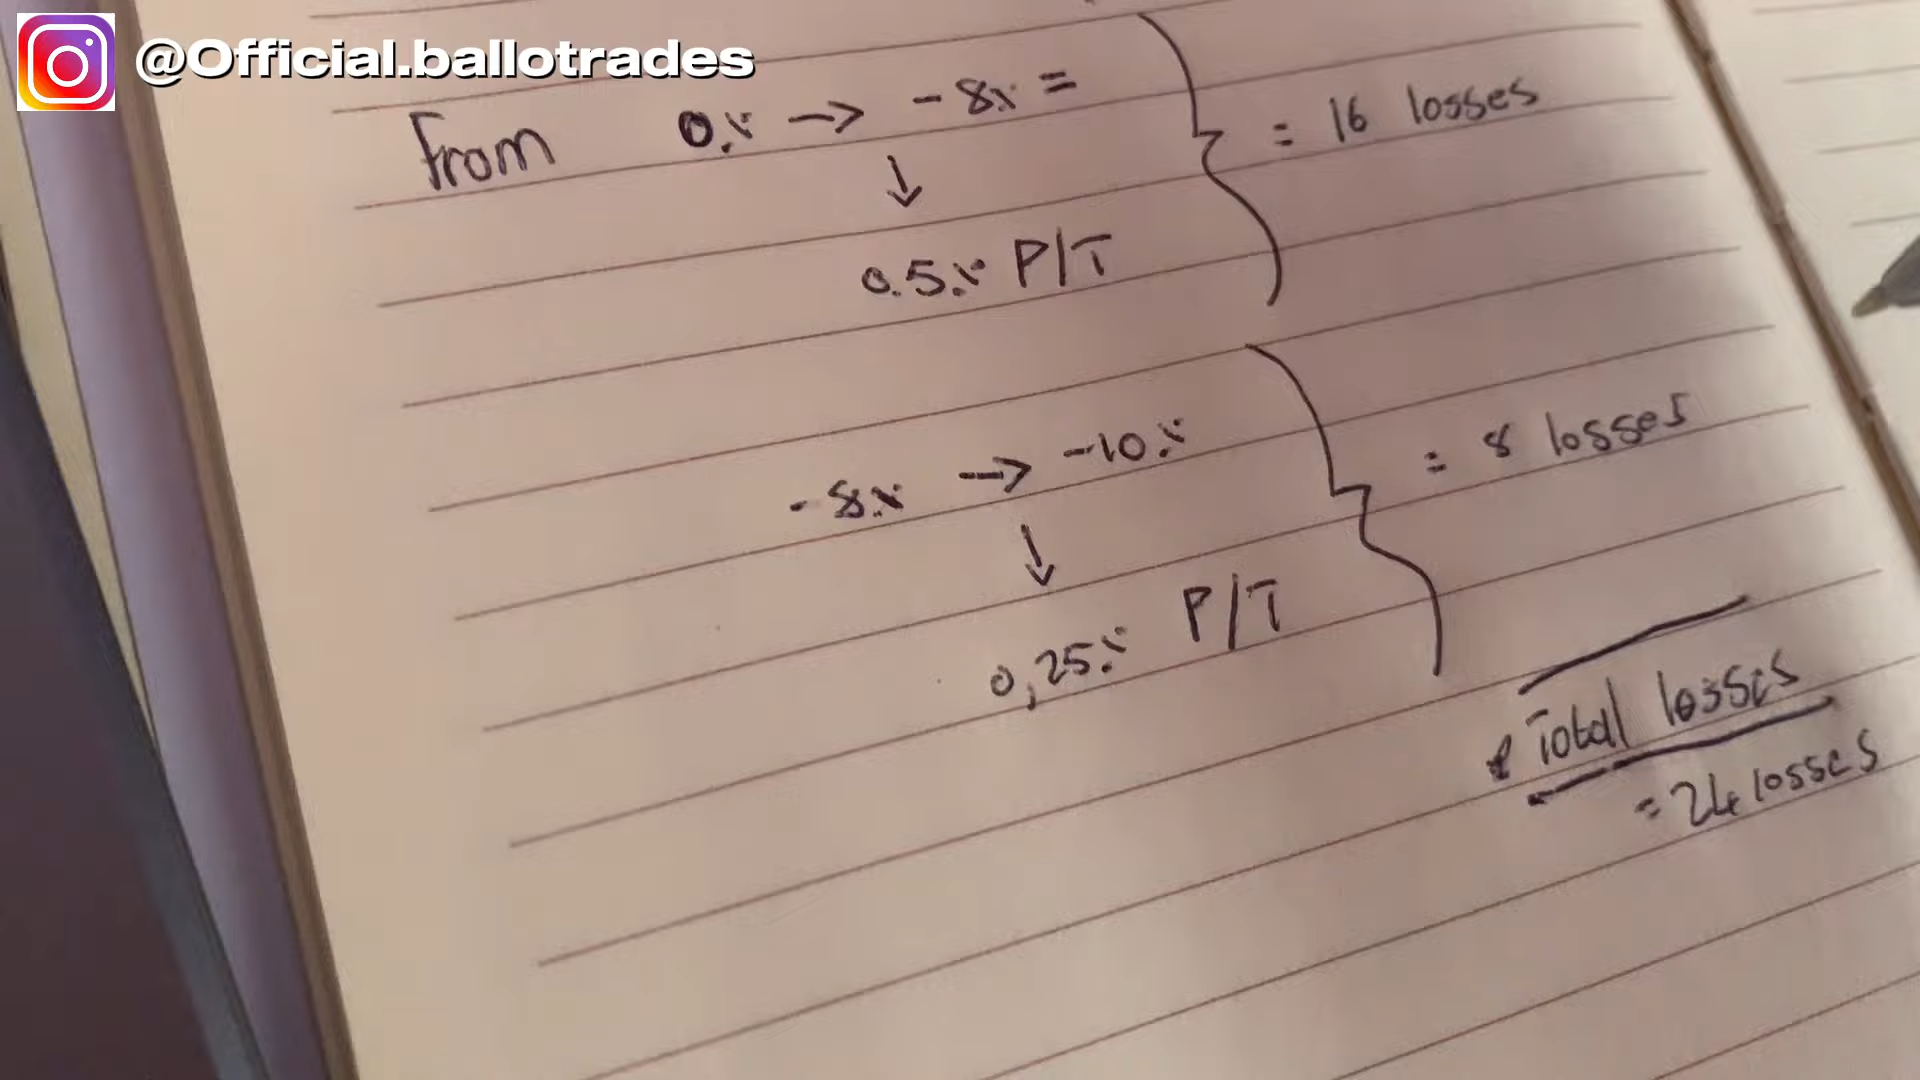 @Official.ballotrades
From 0% → -8% = = 16 losses
↓
0.5% P/T
-8% → -10% = 8 losses
↓
0,25% P/T
Total losses
= 24 losses